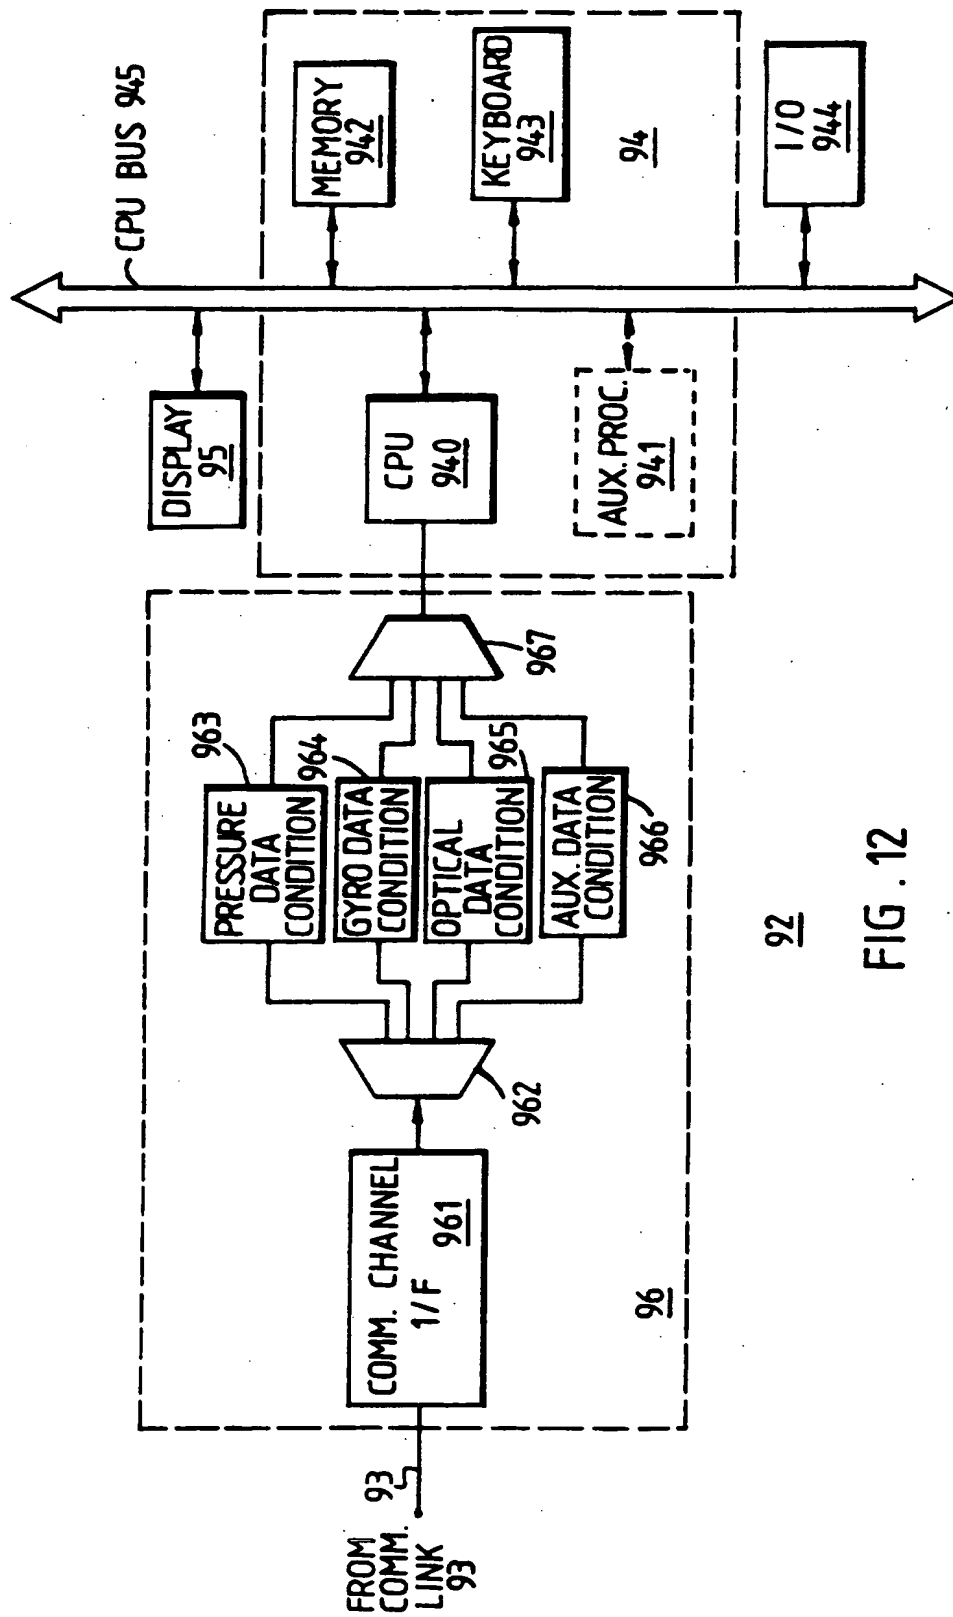 FROM
COMM.
LINK
93
93
COMM. CHANNEL
1/F
961
962
PRESSURE
DATA
CONDITION
963
GYRO DATA
CONDITION
964
OPTICAL
DATA
CONDITION
965
AUX. DATA
CONDITION
966
967
96
92
DISPLAY
95
CPU
940
AUX. PROC.
941
CPU BUS 945
MEMORY
942
KEYBOARD
943
94
I/O
944
FIG. 12